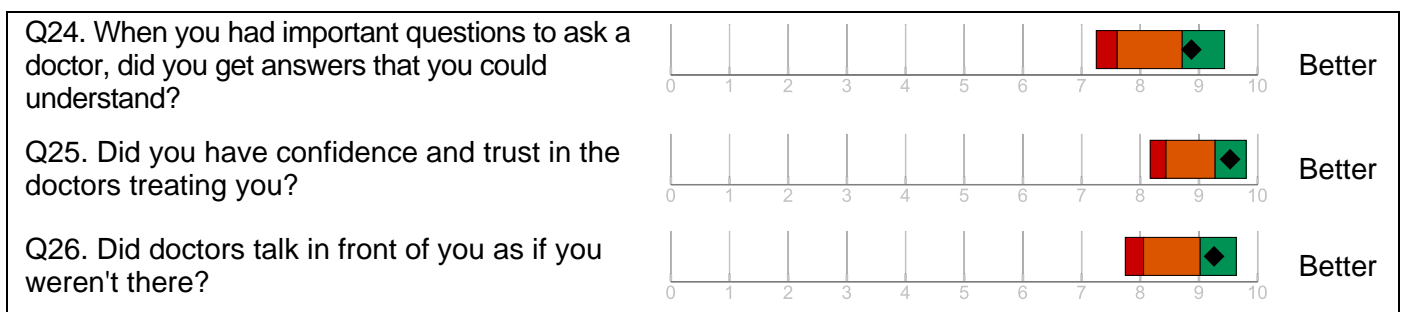 Q24. When you had important questions to ask a
doctor, did you get answers that you could
understand?
Better
0 1 2 3 4 5 6 7 8 9 10
Q25. Did you have confidence and trust in the
doctors treating you?
Better
0 1 2 3 4 5 6 7 8 9 10
Q26. Did doctors talk in front of you as if you
weren't there?
Better
0 1 2 3 4 5 6 7 8 9 10